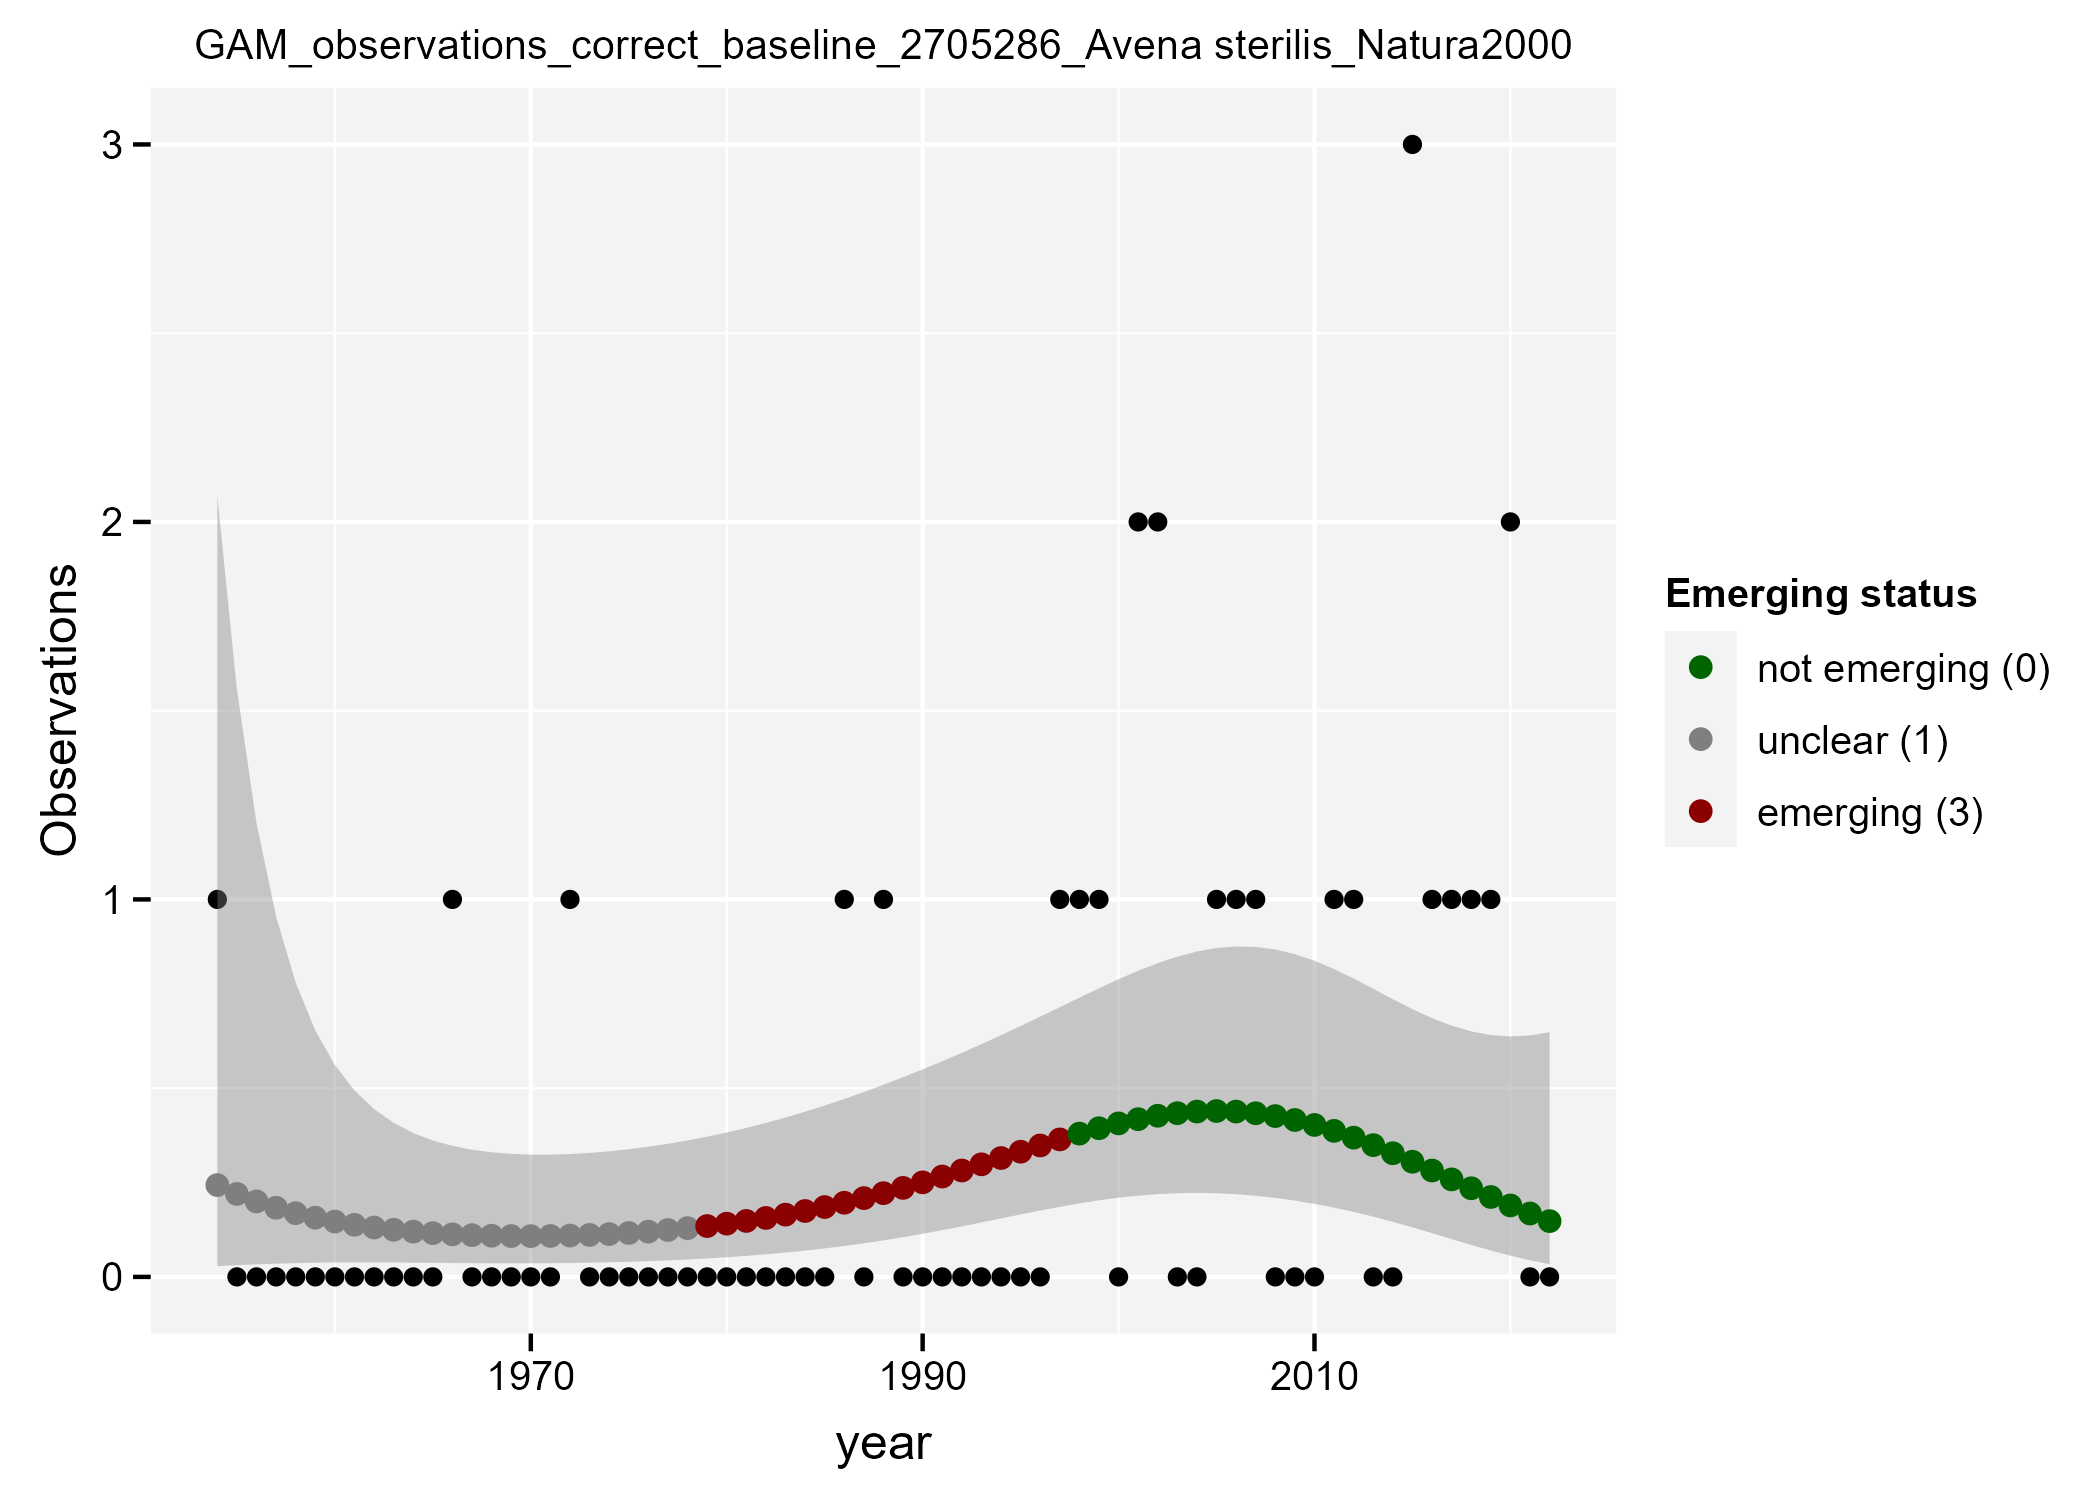 GAM_observations_correct_baseline_2705286_Avena sterilis_Natura2000
3
2
1
0
Observations
1970
1990
2010
year
Emerging status
not emerging (0)
unclear (1)
emerging (3)